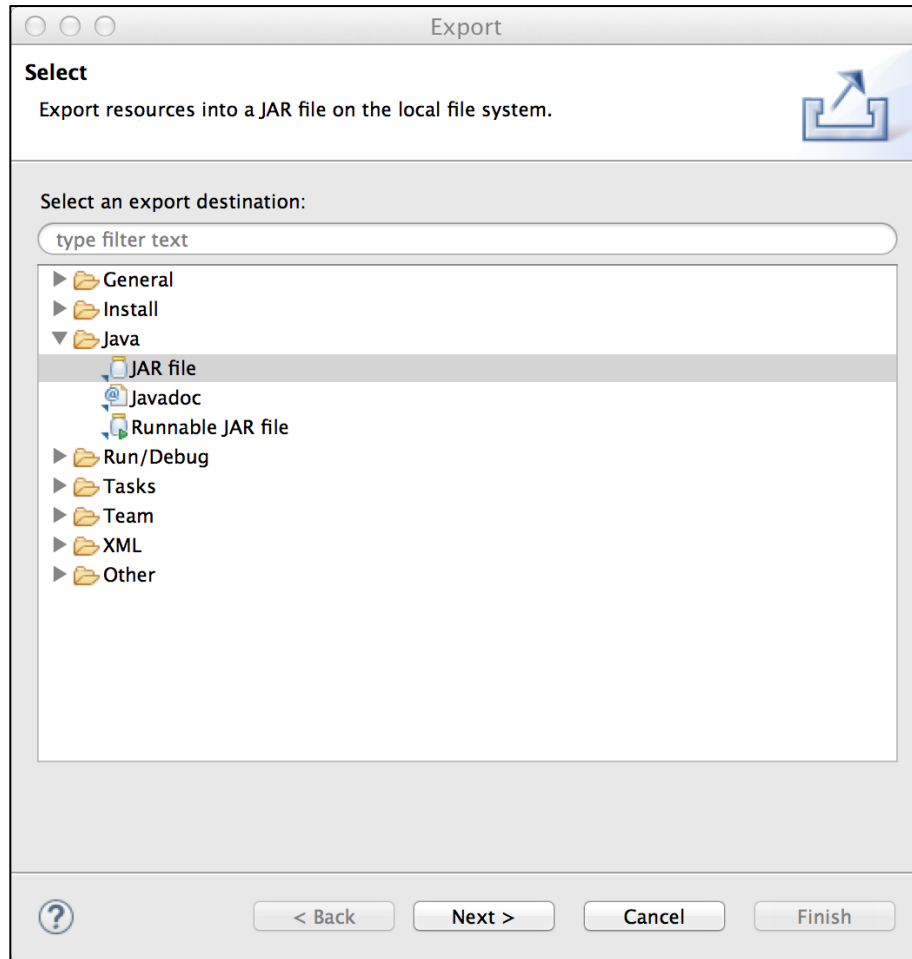 Export
Select
Export resources into a JAR file on the local file system.
Select an export destination:
type filter text
General
Install
Java
JAR file
@ Javadoc
Runnable JAR file
Run/Debug
Tasks
Team
XML
Other
? < Back Next > Cancel Finish